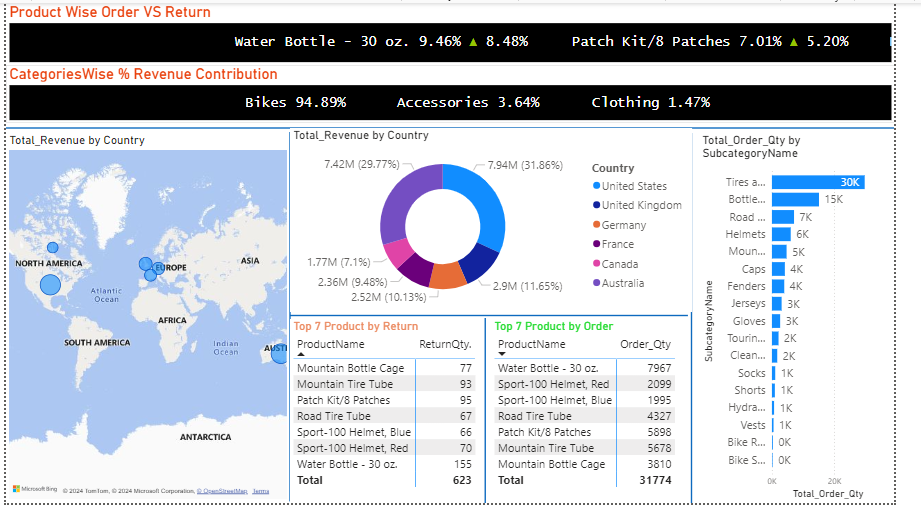 Product Wise Order VS Return
Water Bottle - 30 oz. 9.46% ▲ 8.48% Patch Kit/8 Patches 7.01% ▲ 5.20%
CategoriesWise % Revenue Contribution
Bikes 94.89% Accessories 3.64% Clothing 1.47%
Total_Revenue by Country
NORTH AMERICA
EUROPE
ASIA
Atlantic
Ocean
AFRICA
SOUTH AMERICA
Indian
Ocean
AUST
ANTARCTICA
Microsoft Bing
© 2024 TomTom, © 2024 Microsoft Corporation, © OpenStreetMap Terms
Total_Revenue by Country
7.42M (29.77%)
7.94M (31.86%)
1.77M (7.1%)
2.36M (9.48%)
2.52M (10.13%)
2.9M (11.65%)
Country
United States
United Kingdom
Germany
France
Canada
Australia
Top 7 Product by Return
ProductName ReturnQty.
Mountain Bottle Cage 77
Mountain Tire Tube 93
Patch Kit/8 Patches 95
Road Tire Tube 67
Sport-100 Helmet, Blue 66
Sport-100 Helmet, Red 70
Water Bottle - 30 oz. 155
Total 623
Top 7 Product by Order
ProductName Order_Qty
Water Bottle - 30 oz. 7967
Sport-100 Helmet, Red 2099
Sport-100 Helmet, Blue 1995
Road Tire Tube 4327
Patch Kit/8 Patches 5898
Mountain Tire Tube 5678
Mountain Bottle Cage 3810
Total 31774
Total_Order_Qty by
SubcategoryName
SubcategoryName
Tires a... 30K
Bottle... 15K
Road ... 7K
Helmets 6K
Moun... 5K
Caps 4K
Fenders 4K
Jerseys 3K
Gloves 3K
Tourin... 2K
Clean... 2K
Socks 1K
Shorts 1K
Hydra... 1K
Vests 1K
Bike R... 0K
Bike S... 0K
0K 20K
Total_Order_Qty